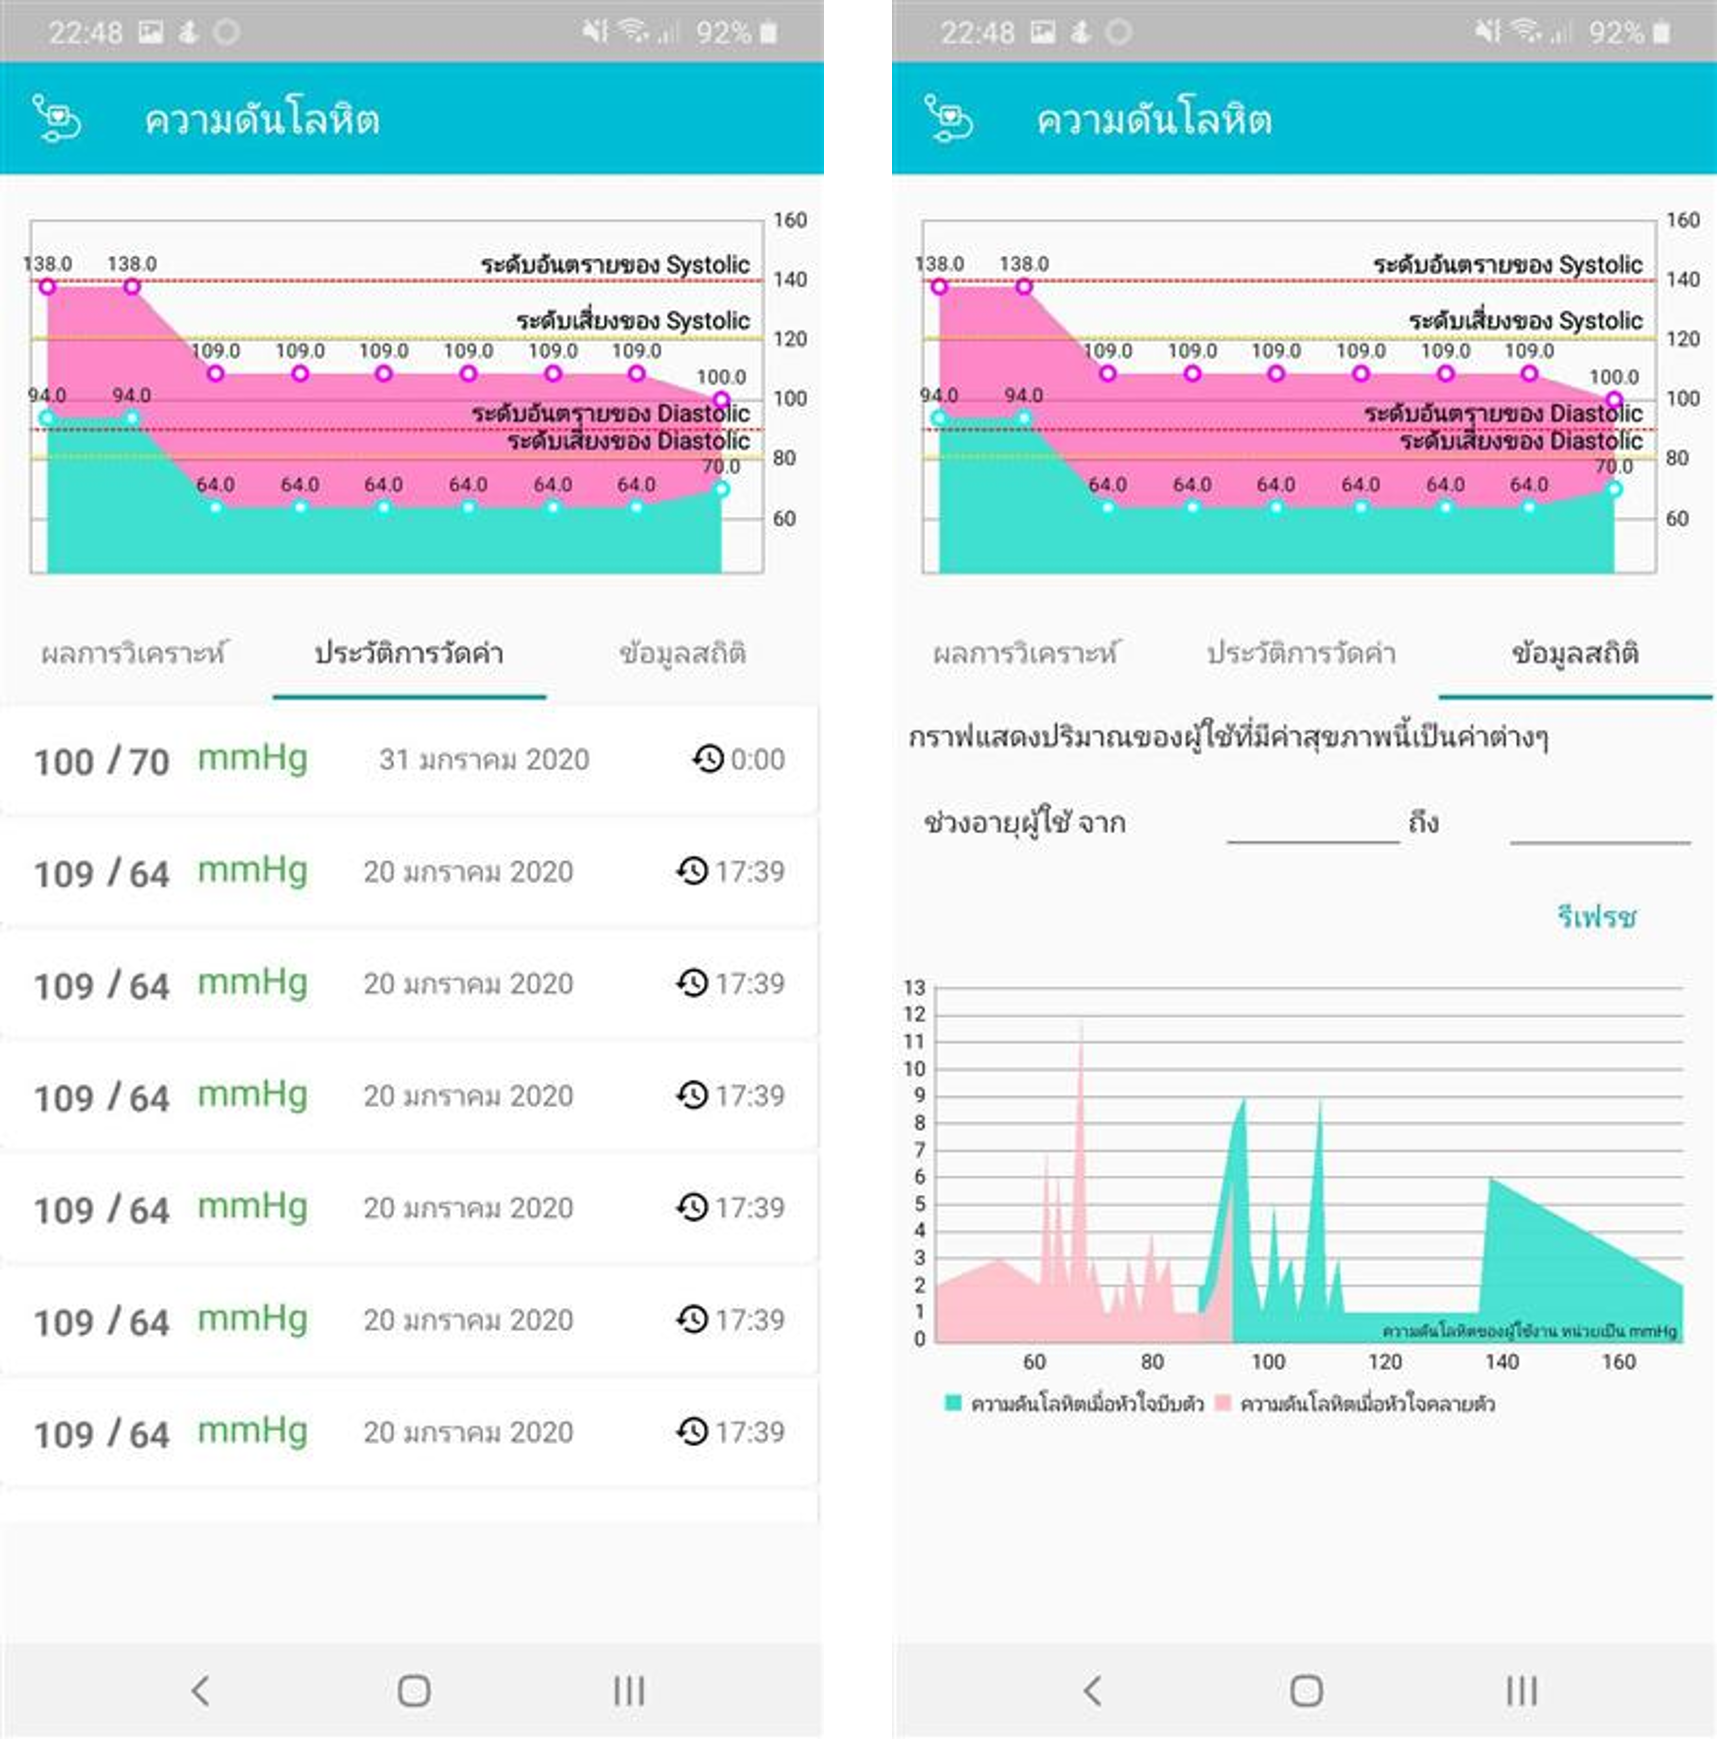 22:48 92%
ความดันโลหิต
160
138.0 138.0 ระดับอันตรายของ Systolic
140
ระดับเสี่ยงของ Systolic
120
109.0 109.0 109.0 109.0 109.0 109.0
100.0
94.0 94.0 100
ระดับอันตรายของ Diastolic
ระดับเสี่ยงของ Diastolic
80
70.0
64.0 64.0 64.0 64.0 64.0 64.0
60
ผลการวิเคราะห์ ประวัติการวัดค่า ข้อมูลสถิติ
100 / 70 mmHg 31 มกราคม 2020 0:00
109 / 64 mmHg 20 มกราคม 2020 17:39
109 / 64 mmHg 20 มกราคม 2020 17:39
109 / 64 mmHg 20 มกราคม 2020 17:39
109 / 64 mmHg 20 มกราคม 2020 17:39
109 / 64 mmHg 20 มกราคม 2020 17:39
109 / 64 mmHg 20 มกราคม 2020 17:39
22:48 92%
ความดันโลหิต
160
138.0 138.0 ระดับอันตรายของ Systolic
140
ระดับเสี่ยงของ Systolic
120
109.0 109.0 109.0 109.0 109.0 109.0
100.0
94.0 94.0 100
ระดับอันตรายของ Diastolic
ระดับเสี่ยงของ Diastolic
80
70.0
64.0 64.0 64.0 64.0 64.0 64.0
60
ผลการวิเคราะห์ ประวัติการวัดค่า ข้อมูลสถิติ
กราฟแสดงปริมาณของผู้ใช้ที่มีค่าสุขภาพนี้เป็นค่าต่างๆ
ช่วงอายุผู้ใช้ จาก ถึง
รีเฟรช
13
12
11
10
9
8
7
6
5
4
3
2
1
0
ความดันโลหิตของผู้ใช้งาน หน่วยเป็น mmHg
60 80 100 120 140 160
ความดันโลหิตเมื่อหัวใจบีบตัว ความดันโลหิตเมื่อหัวใจคลายตัว